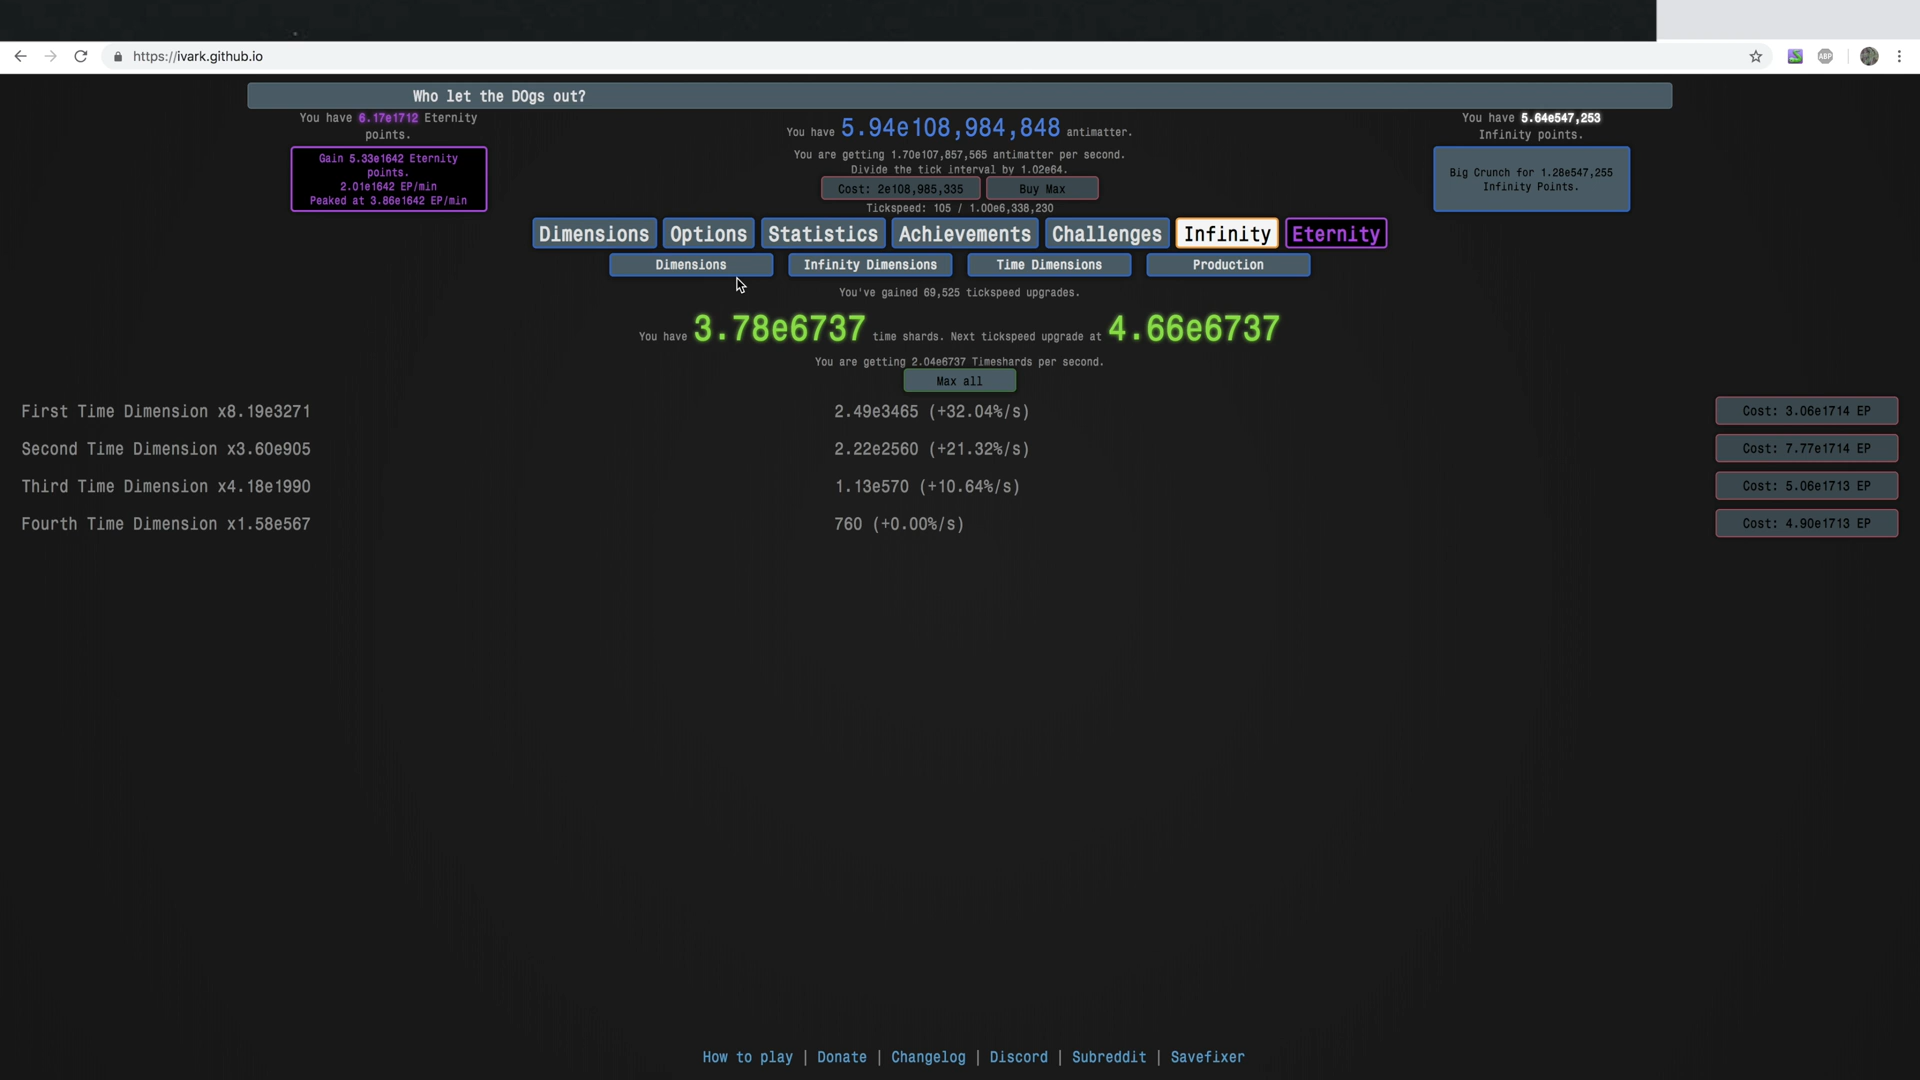 https://ivark.github.io
ABP
Who let the DOgs out?
You have 6.17e1712 Eternity
points.
Gain 5.33e1642 Eternity
points.
2.01e1642 EP/min
Peaked at 3.86e1642 EP/min
You have 5.94e108,984,848 antimatter.
You are getting 1.70e107,857,565 antimatter per second.
Divide the tick interval by 1.02e64.
Cost: 2e108,985,335 Buy Max
Tickspeed: 105 / 1.00e6,338,230
You have 5.64e547,253
Infinity points.
Big Crunch for 1.28e547,255
Infinity Points.
Dimensions Options Statistics Achievements Challenges Infinity Eternity
Dimensions Infinity Dimensions Time Dimensions Production
You've gained 69,525 tickspeed upgrades.
You have 3.78e6737 time shards. Next tickspeed upgrade at 4.66e6737
You are getting 2.04e6737 Timeshards per second.
Max all
First Time Dimension x8.19e3271 2.49e3465 (+32.04%/s) Cost: 3.06e1714 EP
Second Time Dimension x3.60e905 2.22e2560 (+21.32%/s) Cost: 7.77e1714 EP
Third Time Dimension x4.18e1990 1.13e570 (+10.64%/s) Cost: 5.06e1713 EP
Fourth Time Dimension x1.58e567 760 (+0.00%/s) Cost: 4.90e1713 EP
How to play | Donate | Changelog | Discord | Subreddit | Savefixer